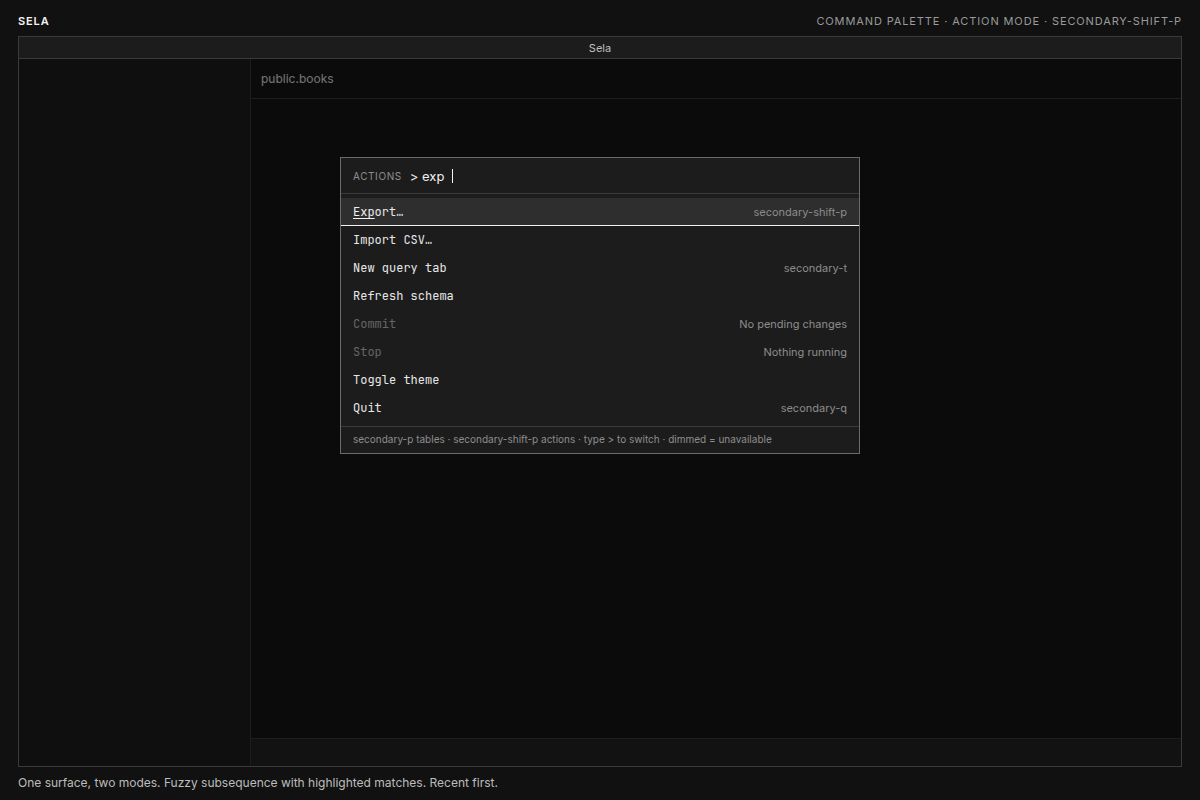 SELA COMMAND PALETTE · ACTION MODE · SECONDARY-SHIFT-P
Sela
public.books
ACTIONS > exp
Export… secondary-shift-p
Import CSV…
New query tab secondary-t
Refresh schema
Commit No pending changes
Stop Nothing running
Toggle theme
Quit secondary-q
secondary-p tables · secondary-shift-p actions · type > to switch · dimmed = unavailable
One surface, two modes. Fuzzy subsequence with highlighted matches. Recent first.